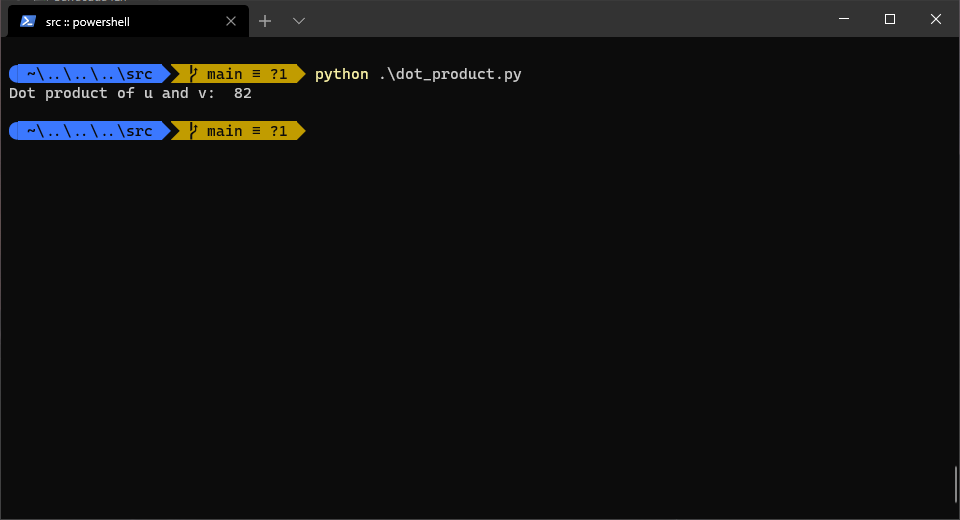 src :: powershell
~\..\..\..\src main ≡ ?1 python .\dot_product.py
Dot product of u and v:  82
~\..\..\..\src main ≡ ?1